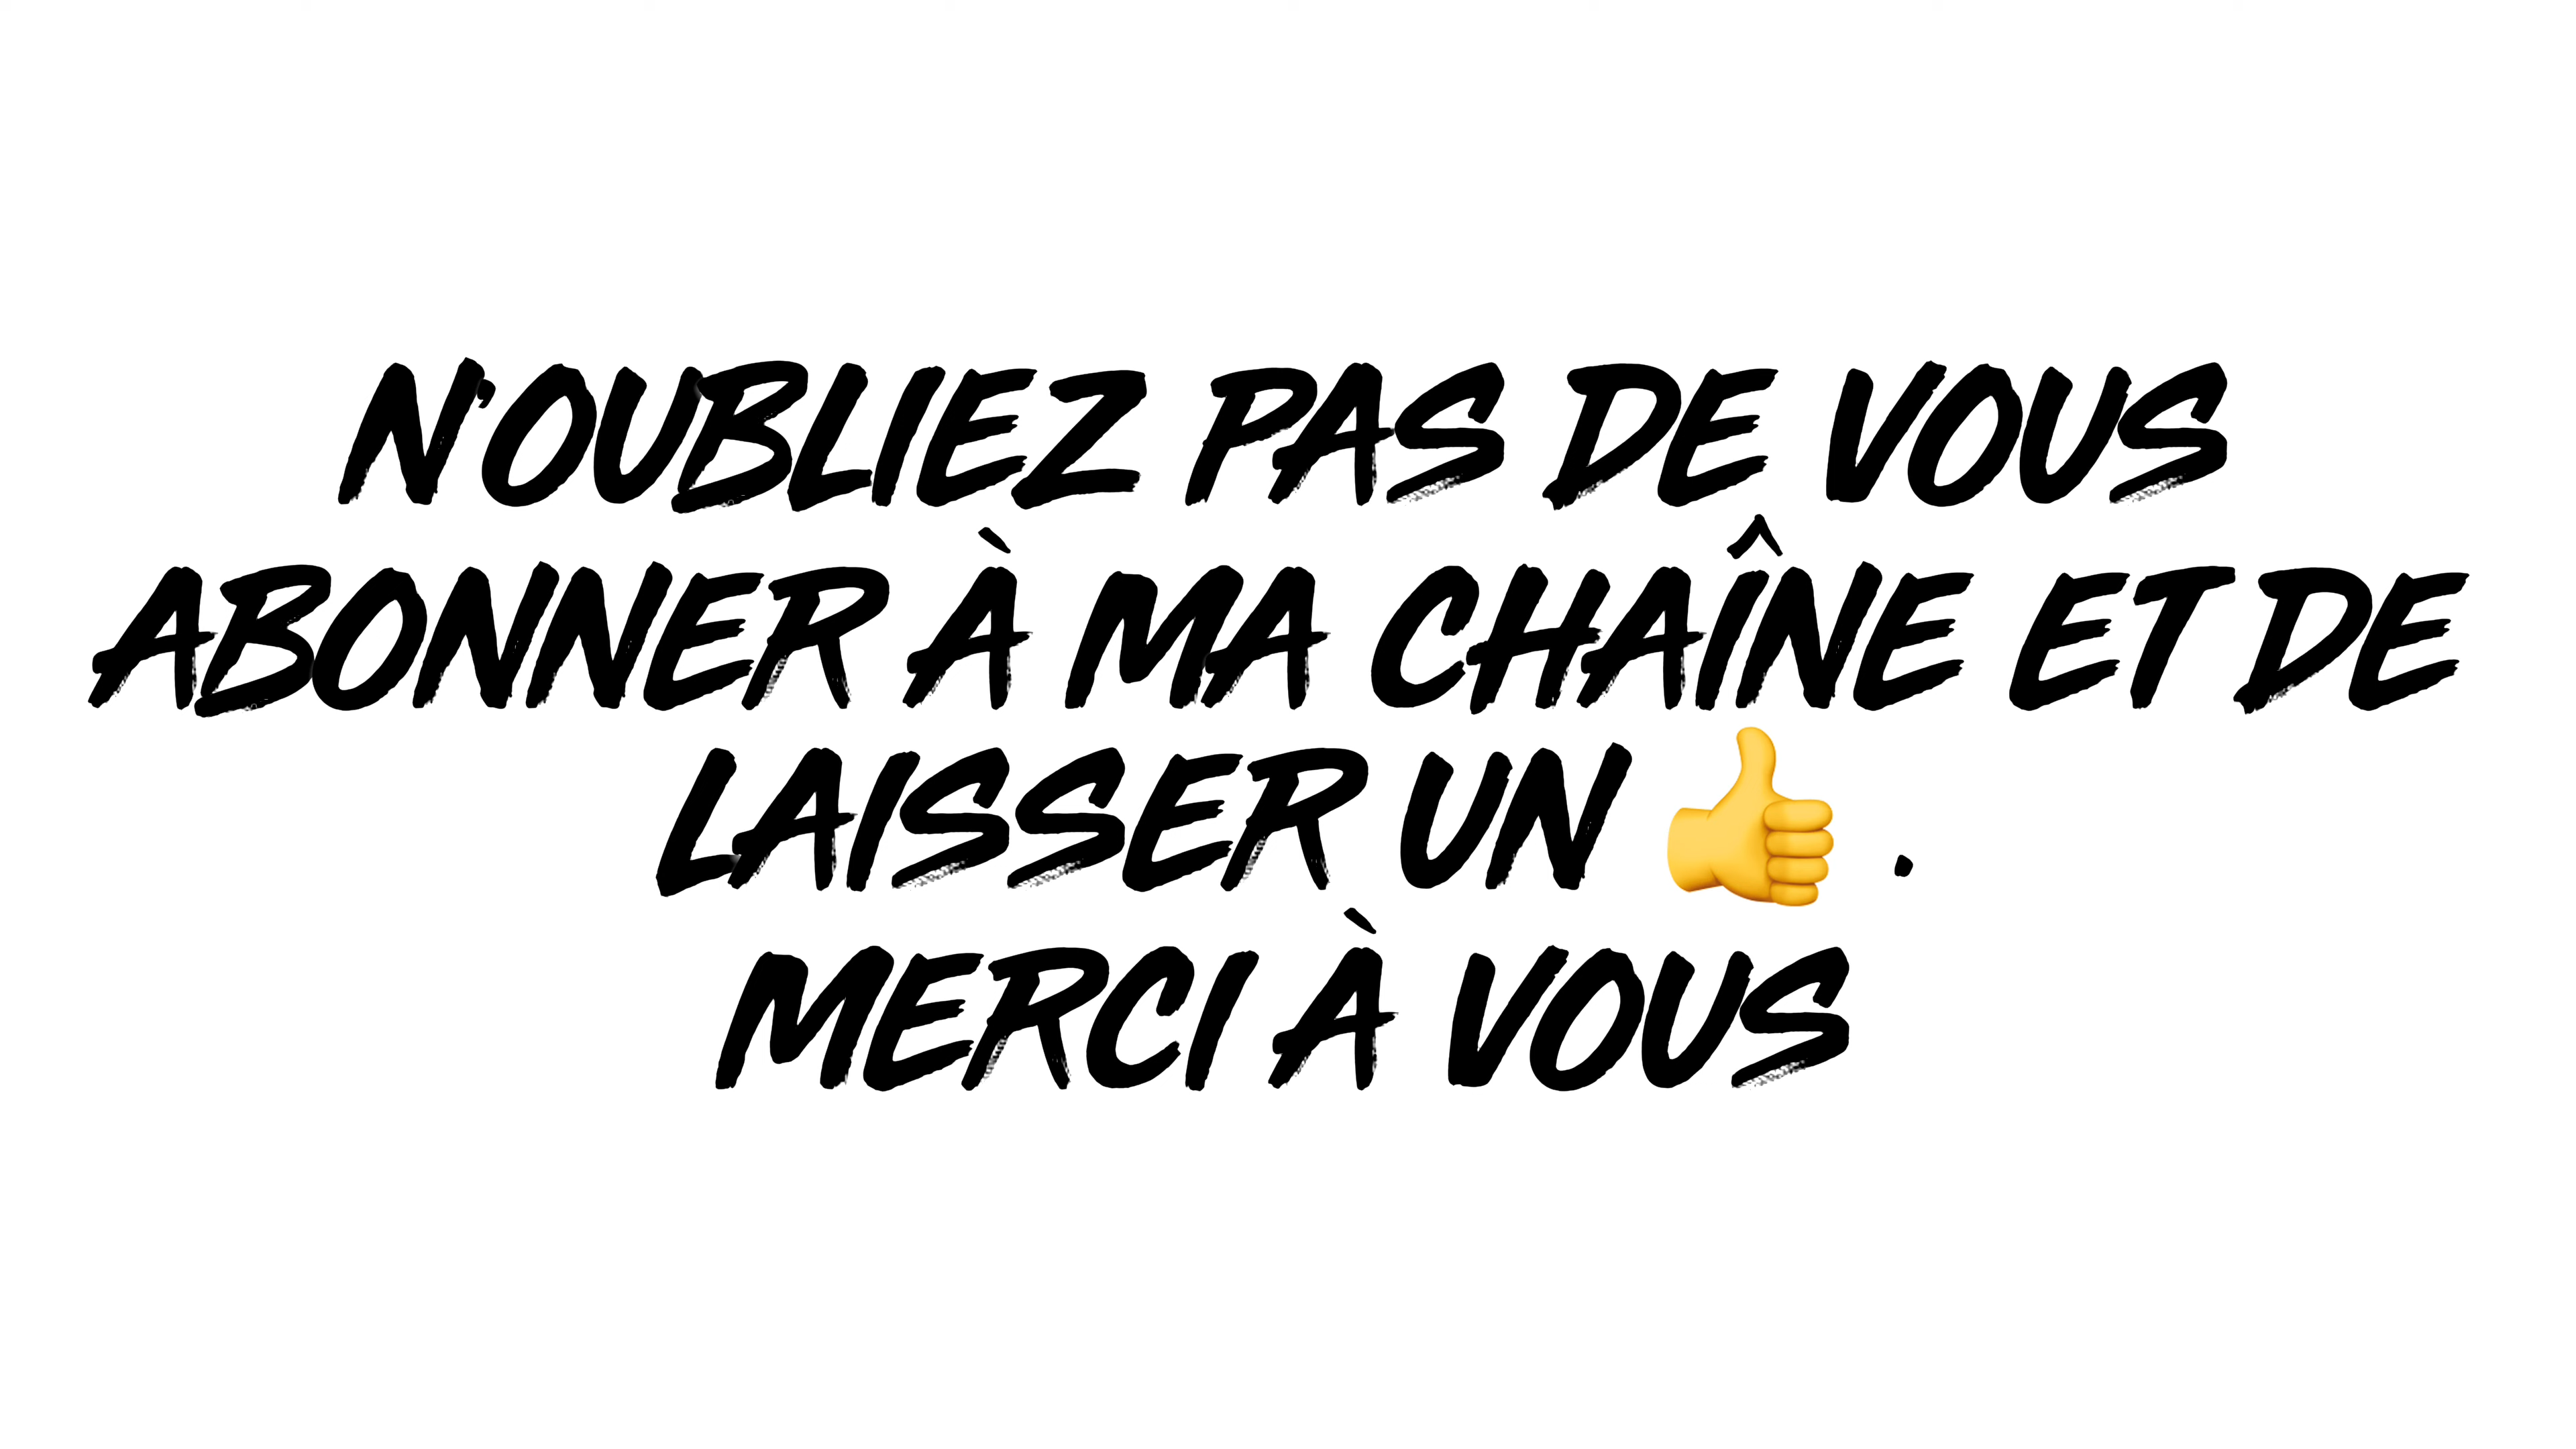 N'OUBLIEZ PAS DE VOUS
ABONNER À MA CHAÎNE ET DE
LAISSER UN 👍 .
MERCI À VOUS